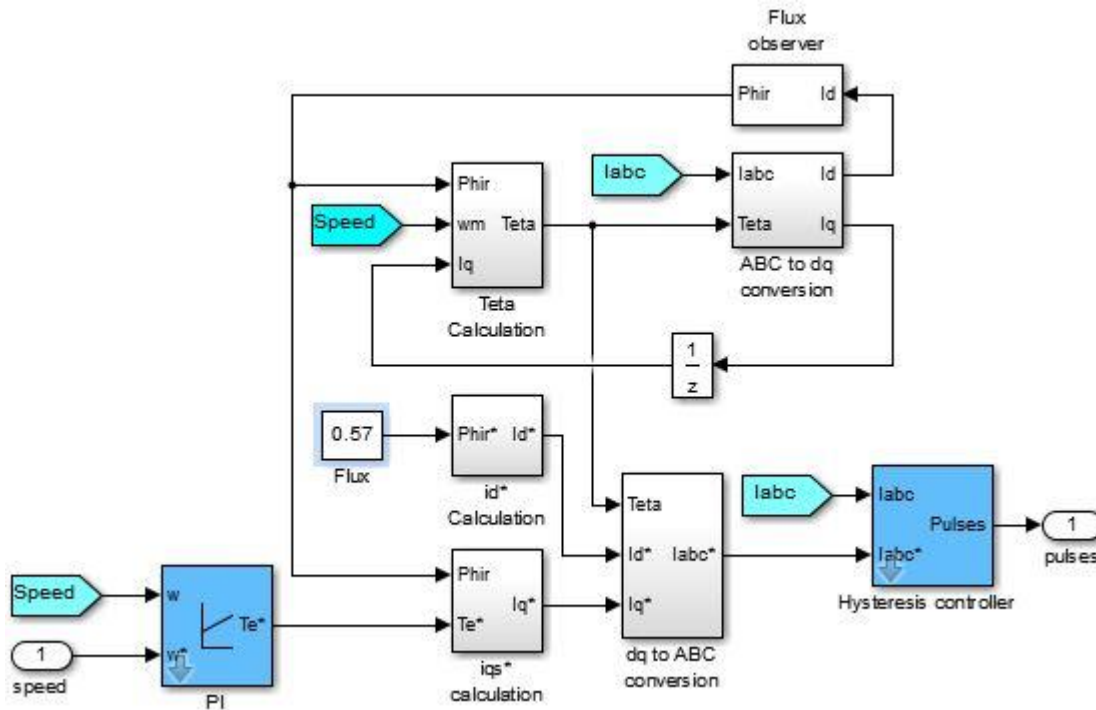 Flux
observer
Phir Id
Iabc
Iabc Id
Teta Iq
ABC to dq
conversion
Phir
Speed
wm Teta
Iq
Teta
Calculation
1
z
0.57
Flux
Phir* Id*
id*
Calculation
Teta
Id* Iabc*
Iq*
dq to ABC
conversion
Iabc
Iabc
Pulses
Iabc*
Hysteresis controller
1
pulses
Phir
Iq*
Te*
iqs*
calculation
Speed
w
Te*
w*
PI
1
speed